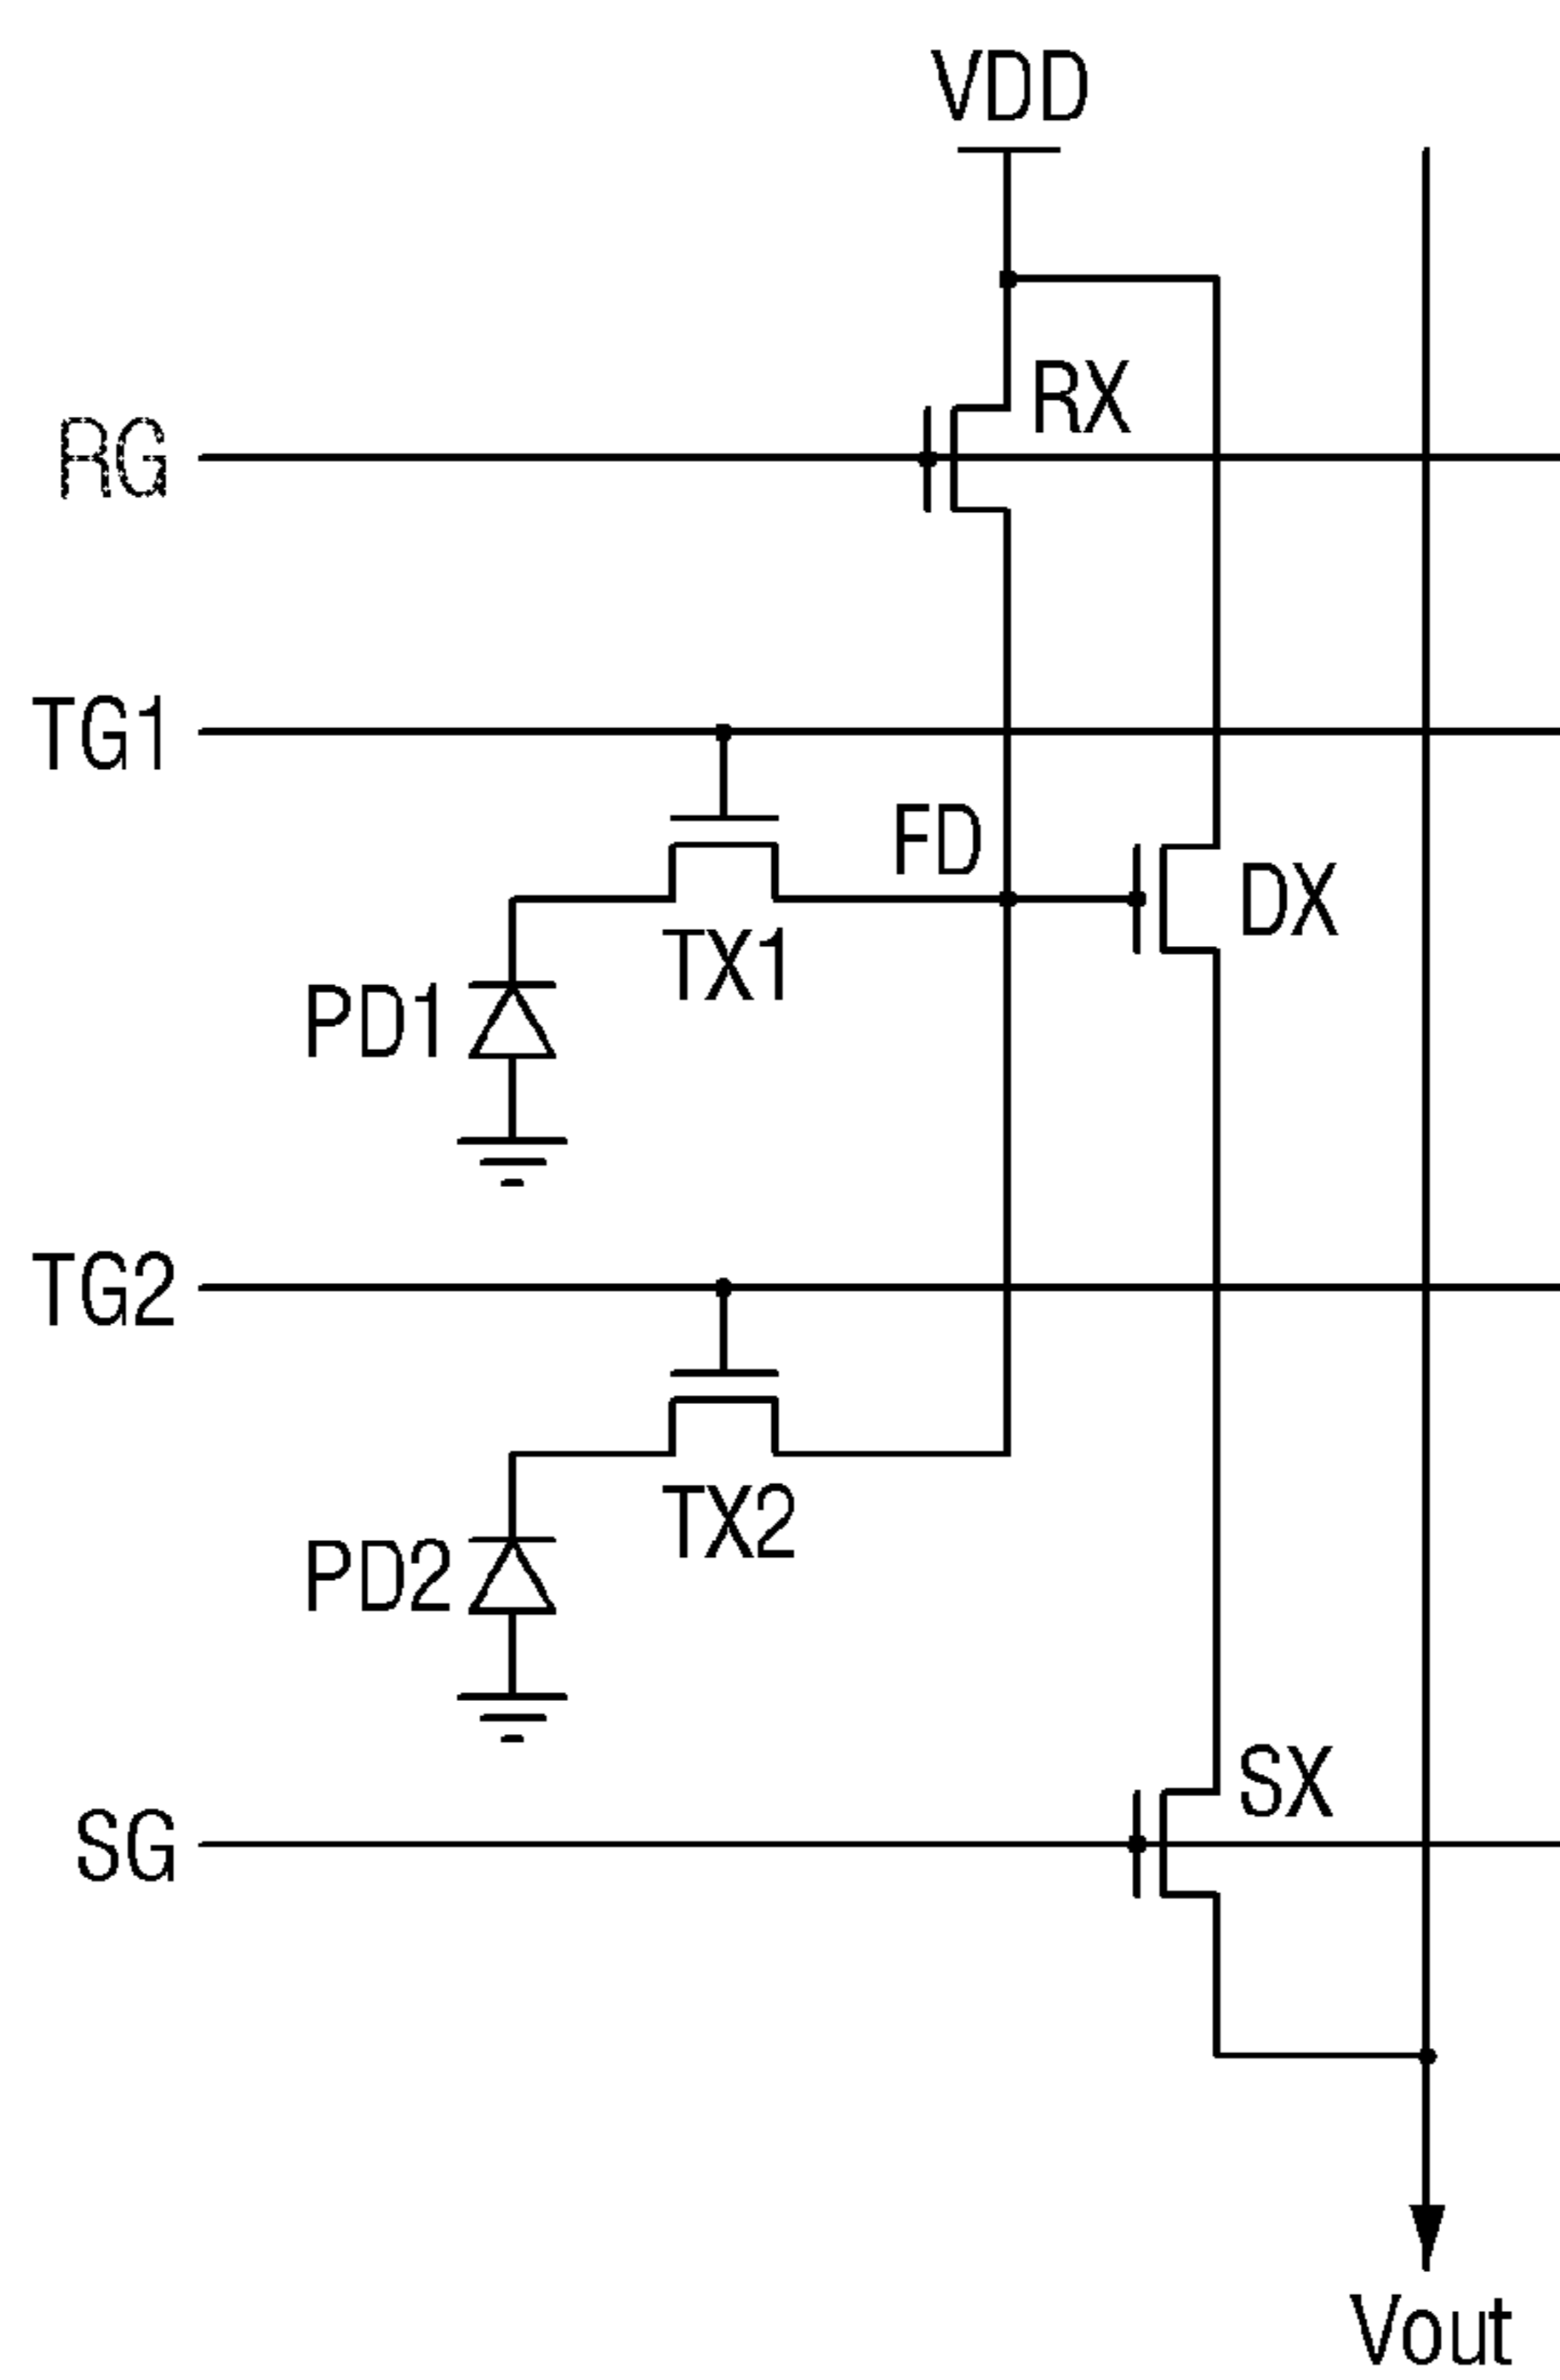 VDD
RX
RG
TG1
FD
DX
TX1
PD1
TG2
TX2
PD2
SX
SG
Vout